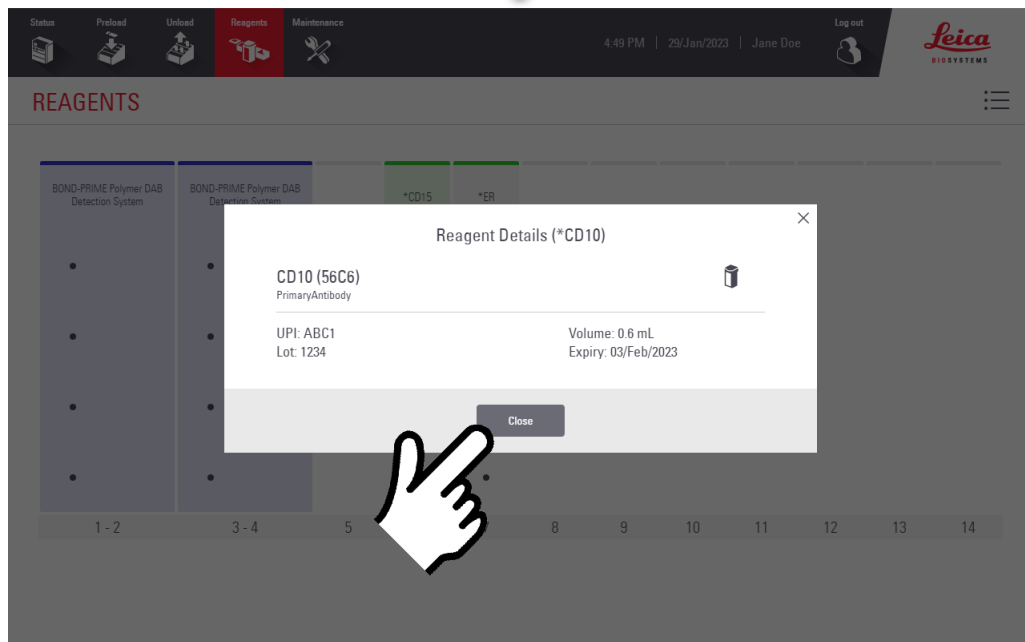 Status Preload Unload Reagents Maintenance Log out
4:49 PM | 29/Jan/2023 | Jane Doe
Leica
BIOSYSTEMS
REAGENTS
BOND-PRIME Polymer DAB
Detection System
BOND-PRIME Polymer DAB
Detection System
*CD15 *ER
Reagent Details (*CD10)
CD10 (56C6)
PrimaryAntibody
UPI: ABC1 Volume: 0.6 mL
Lot: 1234 Expiry: 03/Feb/2023
Close
1 - 2 3 - 4 5 8 9 10 11 12 13 14